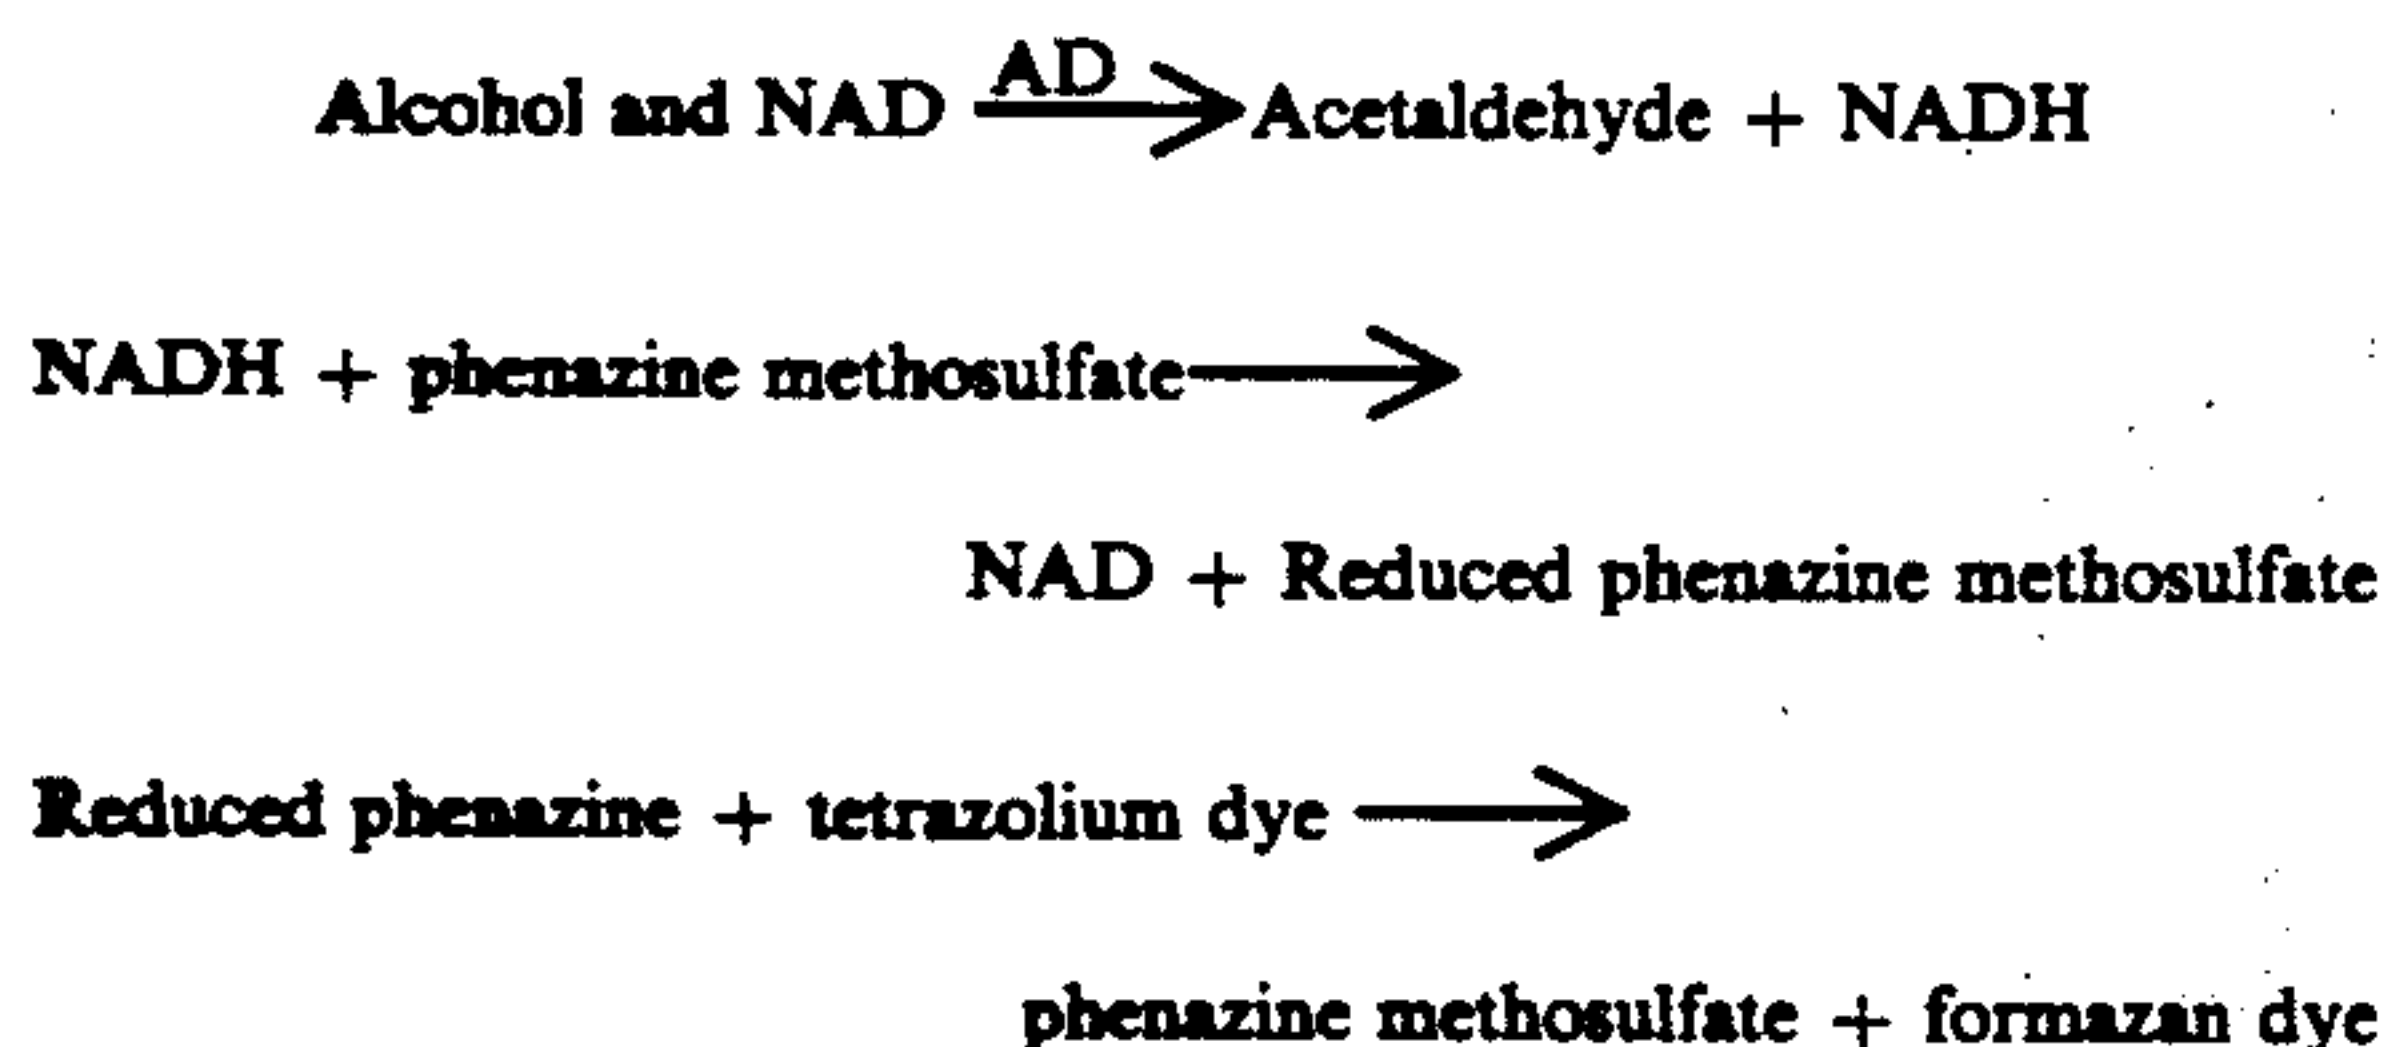 Alcohol and NAD AD → Acetaldehyde + NADH
NADH + phenazine methosulfate →
NAD + Reduced phenazine methosulfate
Reduced phenazine + tetrazolium dye →
phenazine methosulfate + formazan dye